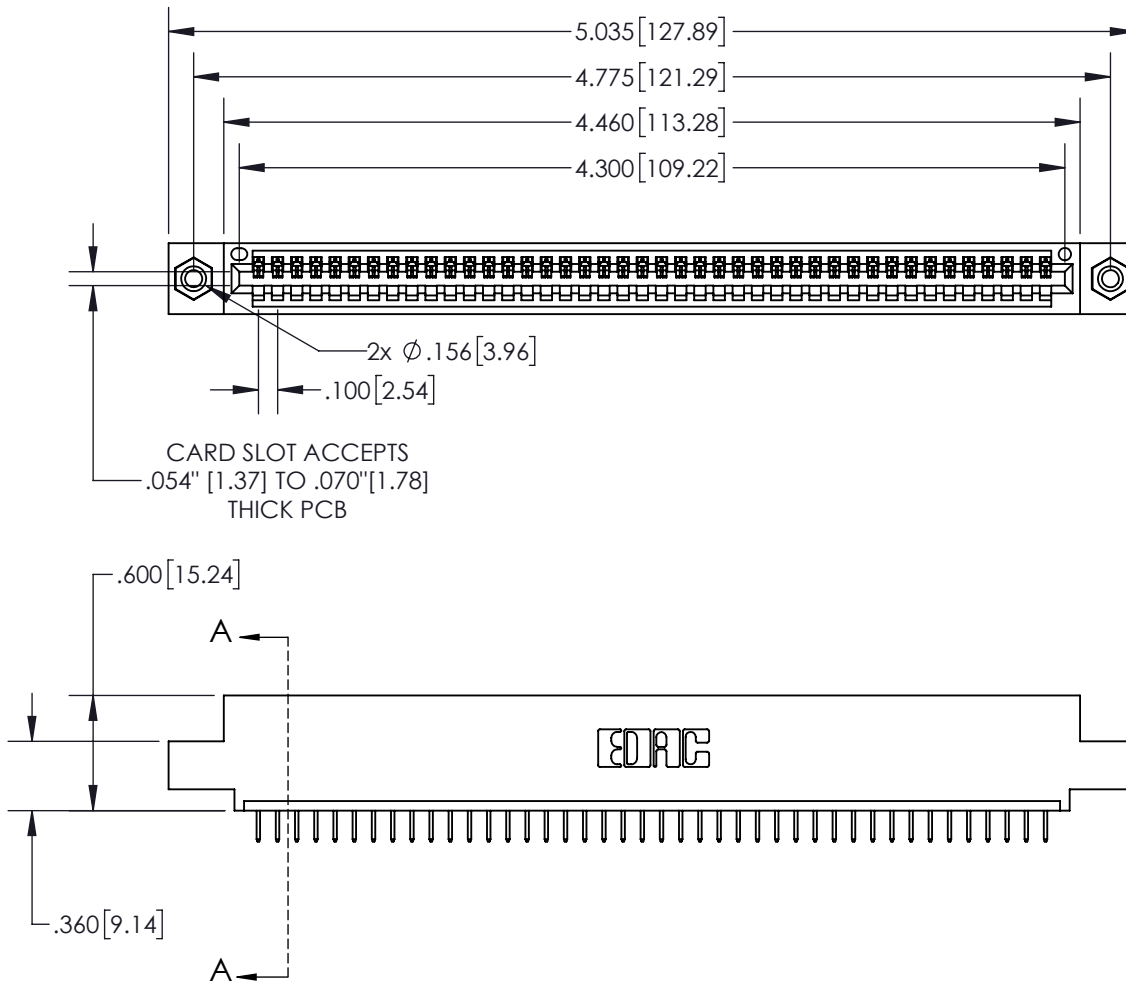 5.035[127.89]
4.775[121.29]
4.460[113.28]
4.300[109.22]
2x Ø.156[3.96]
.100[2.54]
CARD SLOT ACCEPTS
.054" [1.37] TO .070"[1.78]
THICK PCB
.600[15.24]
A
EDAC
.360[9.14]
A